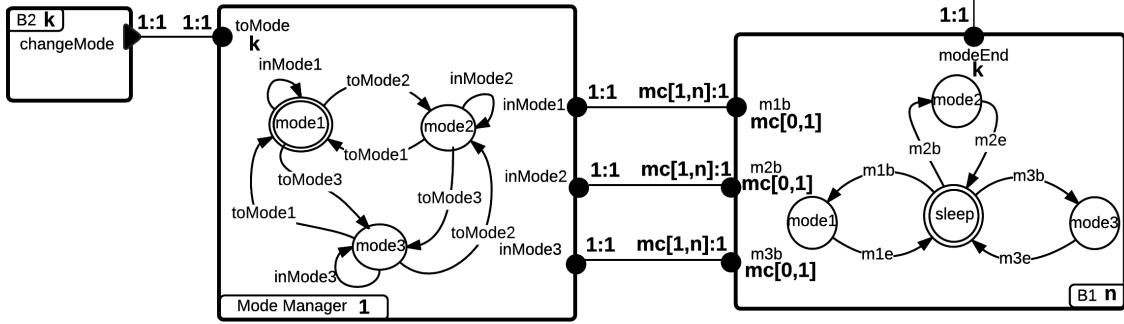 B2 k
changeMode
1:1 1:1
toMode
k
inMode1
toMode2
inMode2
mode1
mode2
toMode1
toMode3
toMode3
toMode1
toMode2
mode3
inMode3
Mode Manager 1
inMode1
inMode2
inMode3
1:1 mc[1,n]:1
1:1 mc[1,n]:1
1:1 mc[1,n]:1
m1b
mc[0,1]
m2b
mc[0,1]
m3b
mc[0,1]
1:1
modeEnd
k
mode2
m2b
m2e
m1b
m3b
mode1
sleep
mode3
m1e
m3e
B1 n